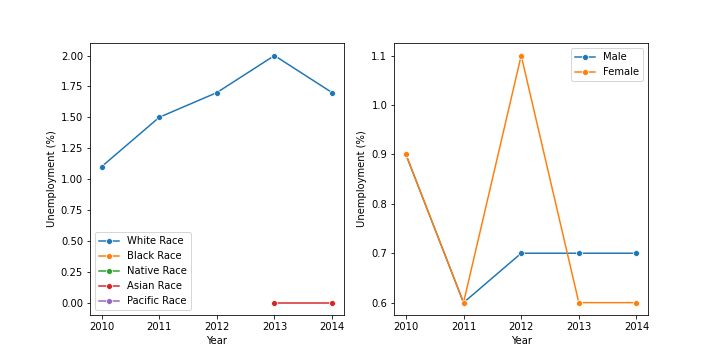 2.00
1.75
1.50
1.25
1.00
0.75
0.50
0.25
0.00
Unemployment (%)
White Race
Black Race
Native Race
Asian Race
Pacific Race
2010 2011 2012 2013 2014
Year
1.1
1.0
0.9
0.8
0.7
0.6
Unemployment (%)
Male
Female
2010 2011 2012 2013 2014
Year